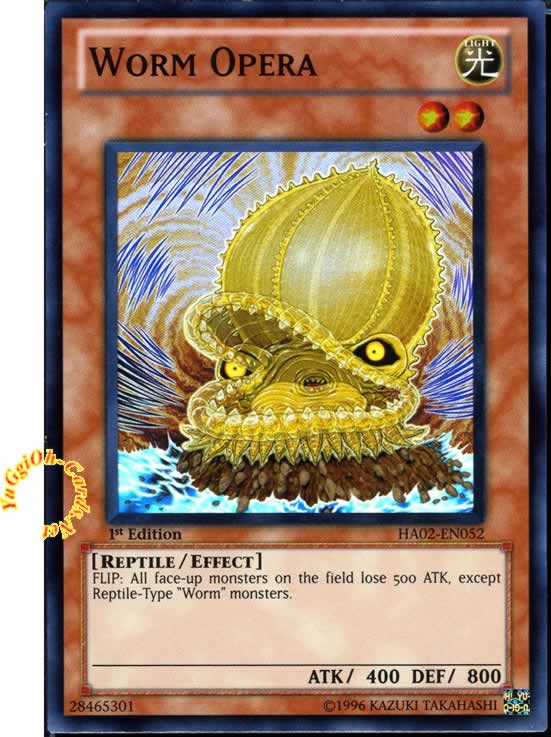 WORM OPERA
LIGHT
光
1st Edition
HA02-EN052
[REPTILE/EFFECT]
FLIP: All face-up monsters on the field lose 500 ATK, except
Reptile-Type "Worm" monsters.
ATK/ 400 DEF/ 800
28465301
©1996 KAZUKI TAKAHASHI
YuGgiOh-Cards.Net